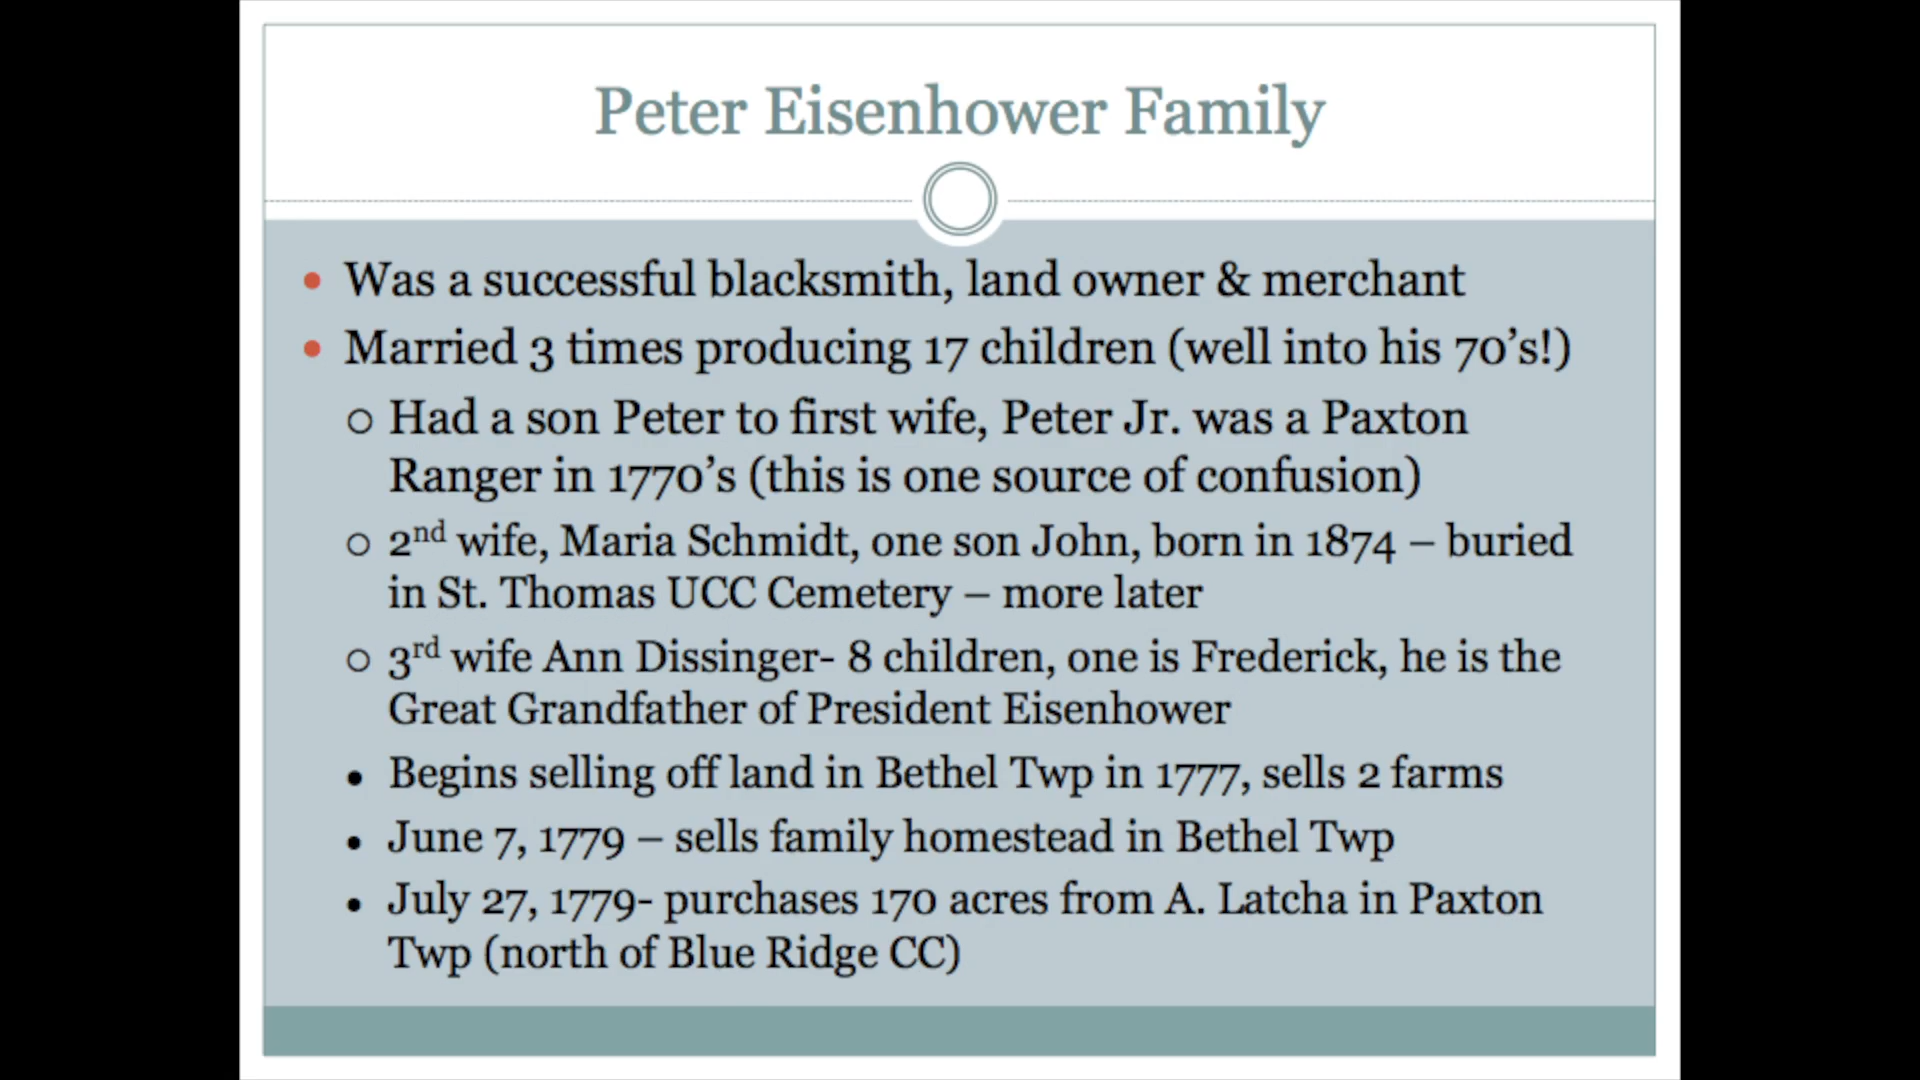 Peter Eisenhower Family
Was a successful blacksmith, land owner & merchant
Married 3 times producing 17 children (well into his 70's!)
Had a son Peter to first wife, Peter Jr. was a Paxton
Ranger in 1770's (this is one source of confusion)
2nd wife, Maria Schmidt, one son John, born in 1874 – buried
in St. Thomas UCC Cemetery – more later
3rd wife Ann Dissinger- 8 children, one is Frederick, he is the
Great Grandfather of President Eisenhower
Begins selling off land in Bethel Twp in 1777, sells 2 farms
June 7, 1779 – sells family homestead in Bethel Twp
July 27, 1779- purchases 170 acres from A. Latcha in Paxton
Twp (north of Blue Ridge CC)